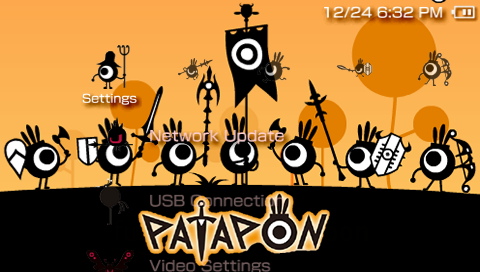 12/24 6:32 PM
Settings
Network Update
USB Connection
PATAPON
Video Settings